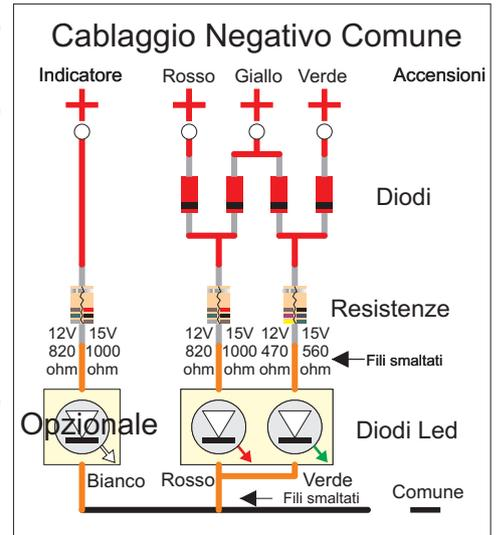 Cablaggio Negativo Comune
Indicatore Rosso Giallo Verde Accensioni
Diodi
Resistenze
12V 15V 12V 15V 12V 15V
820 1000 820 1000 470 560
ohm ohm ohm ohm ohm ohm
Fili smaltati
Opzionale
Diodi Led
Bianco Rosso Verde
Fili smaltati
Comune